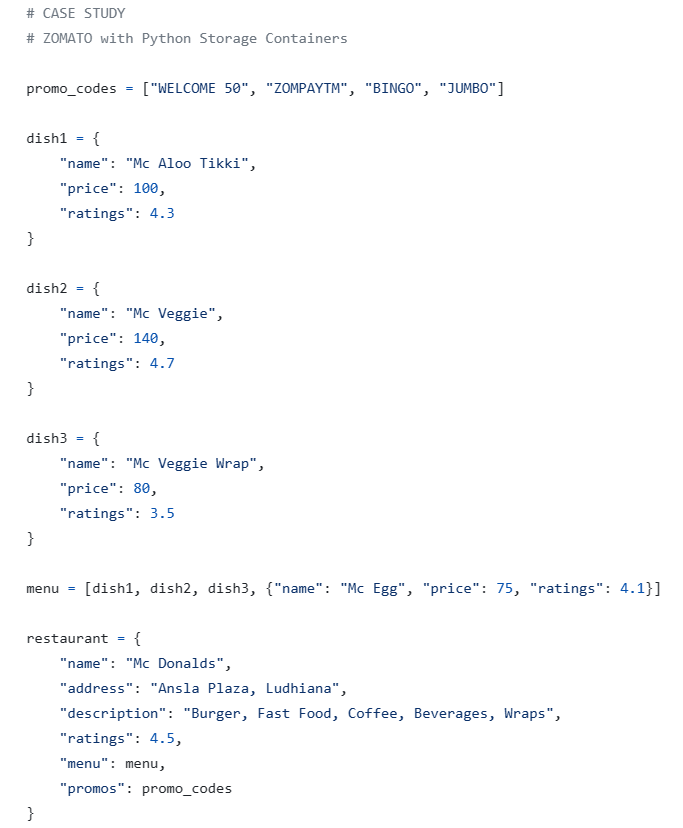 # CASE STUDY
# ZOMATO with Python Storage Containers
promo_codes = ["WELCOME 50", "ZOMPAYTM", "BINGO", "JUMBO"]
dish1 = {
    "name": "Mc Aloo Tikki",
    "price": 100,
    "ratings": 4.3
}
dish2 = {
    "name": "Mc Veggie",
    "price": 140,
    "ratings": 4.7
}
dish3 = {
    "name": "Mc Veggie Wrap",
    "price": 80,
    "ratings": 3.5
}
menu = [dish1, dish2, dish3, {"name": "Mc Egg", "price": 75, "ratings": 4.1}]
restaurant = {
    "name": "Mc Donalds",
    "address": "Ansla Plaza, Ludhiana",
    "description": "Burger, Fast Food, Coffee, Beverages, Wraps",
    "ratings": 4.5,
    "menu": menu,
    "promos": promo_codes
}